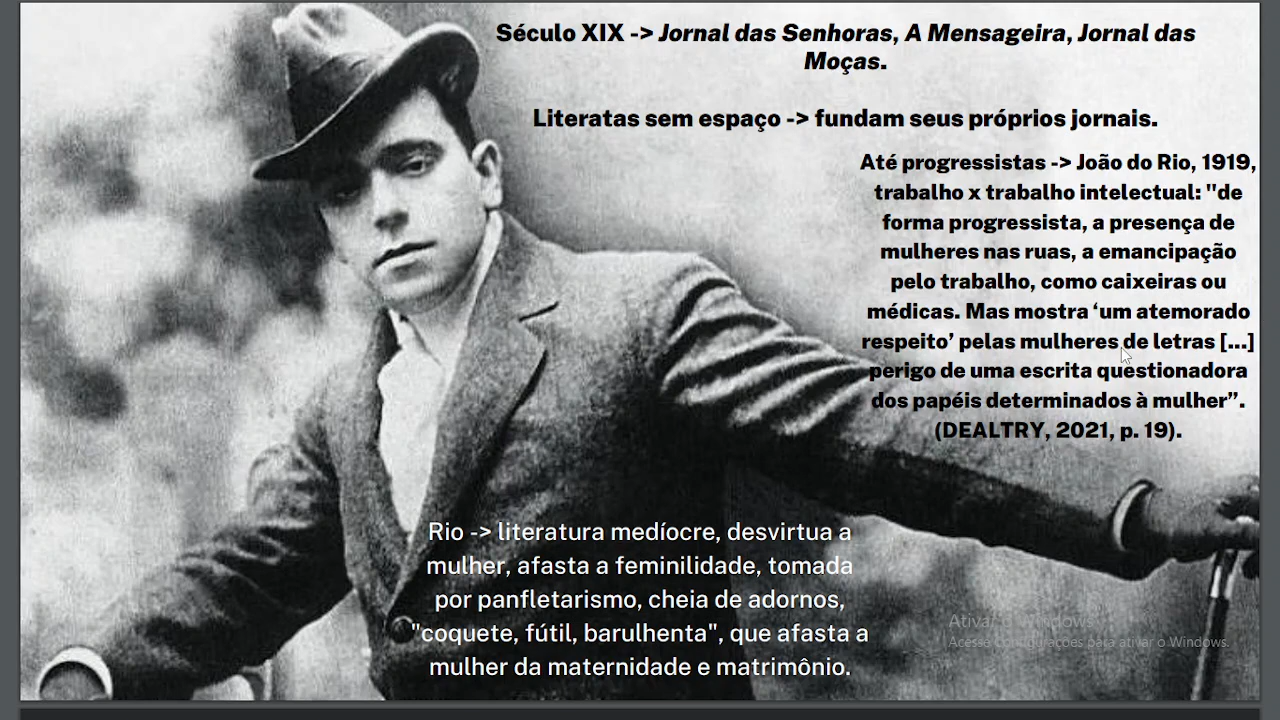 Século XIX -> Jornal das Senhoras, A Mensageira, Jornal das
Moças.
Literatas sem espaço -> fundam seus próprios jornais.
Até progressistas -> João do Rio, 1919,
trabalho x trabalho intelectual: "de
forma progressista, a presença de
mulheres nas ruas, a emancipação
pelo trabalho, como caixeiras ou
médicas. Mas mostra ‘um atemorado
respeito’ pelas mulheres de letras [...]
perigo de uma escrita questionadora
dos papéis determinados à mulher”.
(DEALTRY, 2021, p. 19).
Rio -> literatura medíocre, desvirtua a
mulher, afasta a feminilidade, tomada
por panfletarismo, cheia de adornos,
"coquete, fútil, barulhenta", que afasta a
mulher da maternidade e matrimônio.
Ativar o Windows
Acesse Configurações para ativar o Windows.